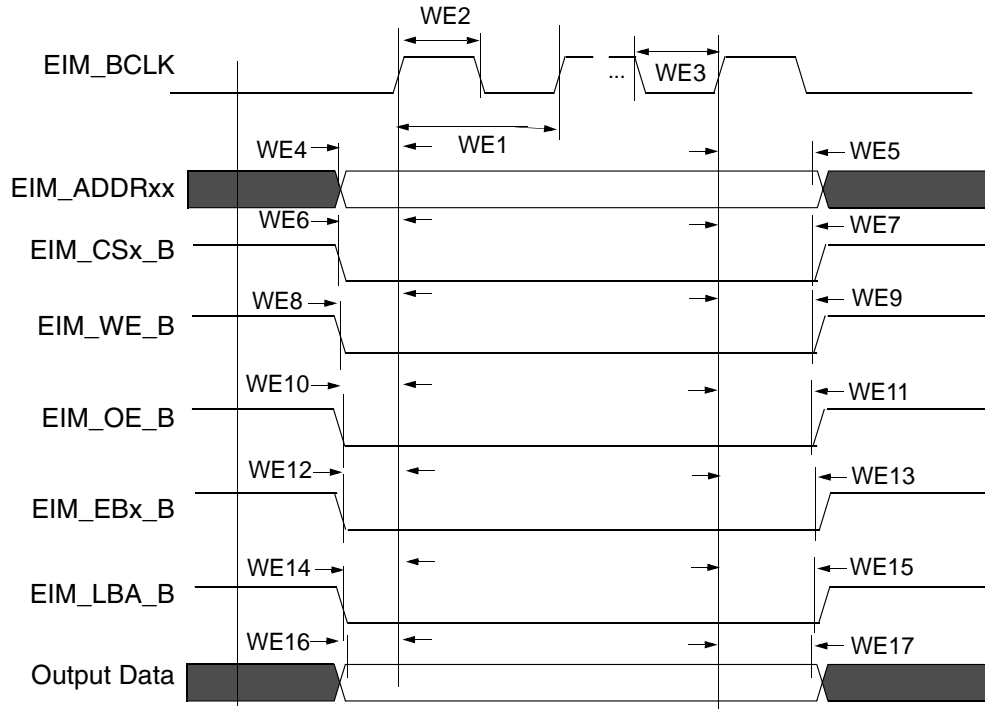 WE2
EIM_BCLK
...
WE3
WE1
WE4
WE5
EIM_ADDRxx
WE6
WE7
EIM_CSx_B
WE8
WE9
EIM_WE_B
WE10
WE11
EIM_OE_B
WE12
WE13
EIM_EBx_B
WE14
WE15
EIM_LBA_B
WE16
WE17
Output Data